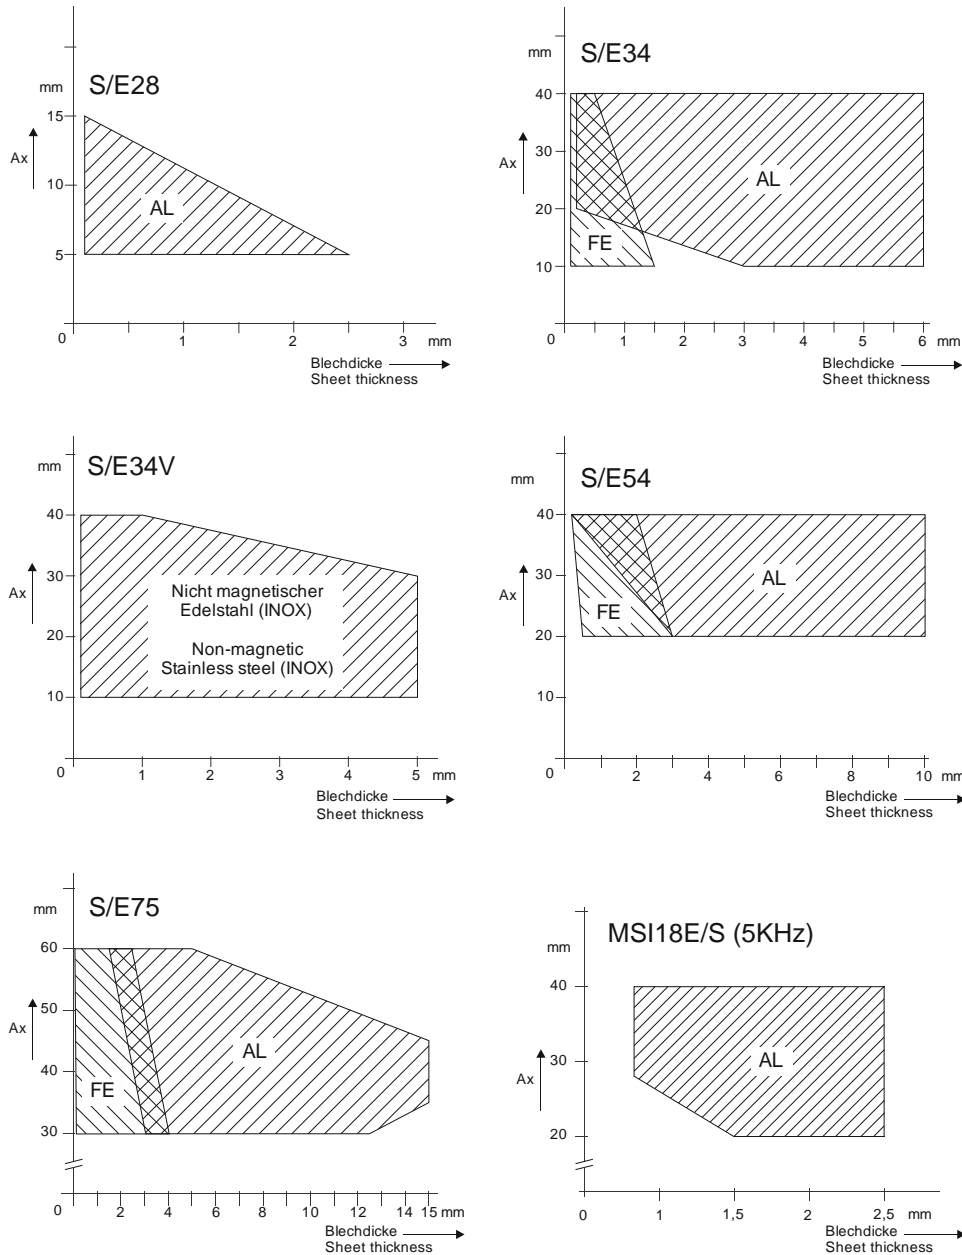 S/E28
mm
15
Ax
10
AL
5
0
1
2
3
mm
Blechdicke
Sheet thickness
S/E34
mm
40
30
Ax
AL
20
FE
10
0
1
2
3
4
5
6
mm
Blechdicke
Sheet thickness
S/E34V
mm
40
30
Ax
Nicht magnetischer
Edelstahl (INOX)
Non-magnetic
Stainless steel (INOX)
20
10
0
1
2
3
4
5
mm
Blechdicke
Sheet thickness
S/E54
mm
40
30
Ax
AL
FE
20
10
0
2
4
6
8
10
mm
Blechdicke
Sheet thickness
S/E75
mm
60
50
Ax
AL
40
FE
30
0
2
4
6
8
10
12
14
15
mm
Blechdicke
Sheet thickness
MSI18E/S (5KHz)
mm
40
30
AL
Ax
20
0
1
1,5
2
2,5
mm
Blechdicke
Sheet thickness